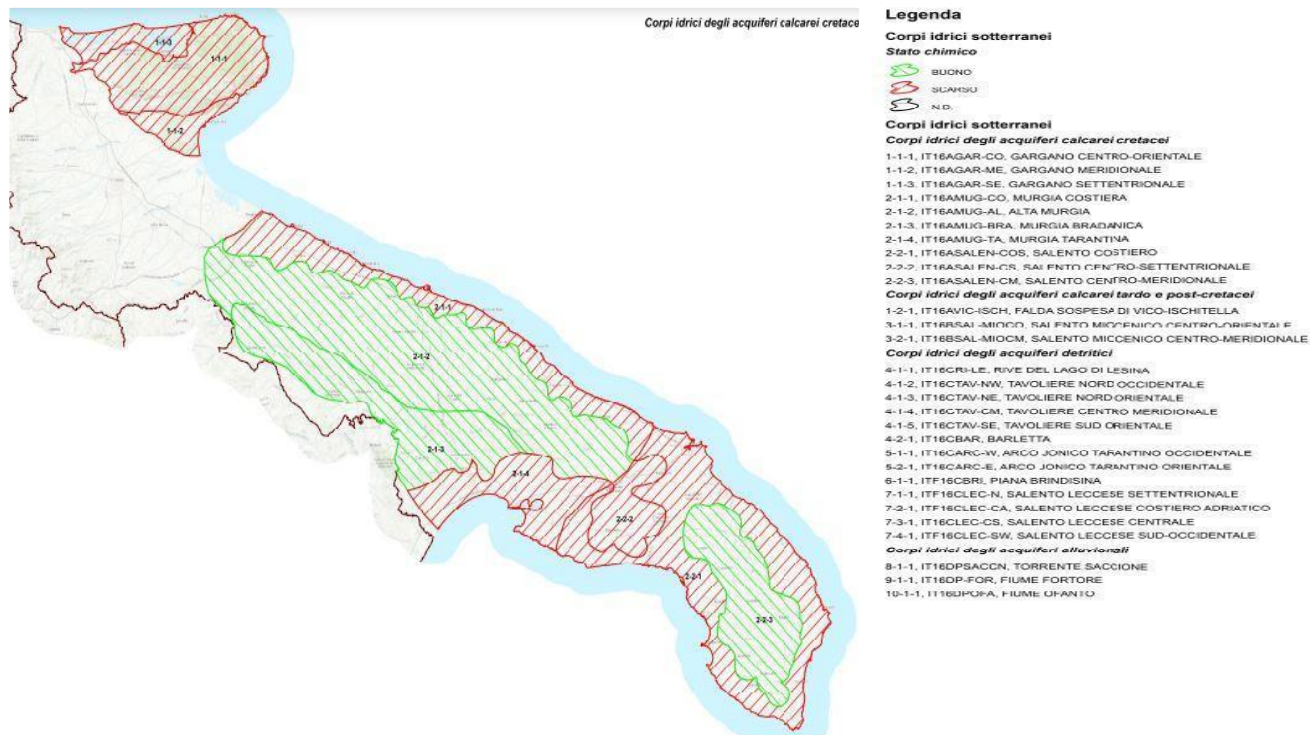 Corpi idrici degli acquiferi calcarei cretace
1-1-3
1-1-1
1-1-2
2-1-1
2-1-2
2-1-3
2-1-4
2-2-2
2-2-1
2-2-3
Legenda
Corpi idrici sotterranei
Stato chimico
BUONO
SCARSO
N.D.
Corpi idrici sotterranei
Corpi idrici degli acquiferi calcarei cretacei
1-1-1, IT16AGAR-CO, GARGANO CENTRO-ORIENTALE
1-1-2, IT16AGAR-ME, GARGANO MERIDIONALE
1-1-3, IT16AGAR-SE, GARGANO SETTENTRIONALE
2-1-1, IT16AMUG-CO, MURGIA COSTIERA
2-1-2, IT16AMUG-AL, ALTA MURGIA
2-1-3, IT16AMUG-BRA, MURGIA BRADANICA
2-1-4, IT16AMUG-TA, MURGIA TARANTINA
2-2-1, IT16ASALEN-COS, SALENTO COSTIERO
2-2-2, IT16ASALEN-CS, SALENTO CENTRO-SETTENTRIONALE
2-2-3, IT16ASALEN-CM, SALENTO CENTRO-MERIDIONALE
Corpi idrici degli acquiferi calcarei tardo e post-cretacei
1-2-1, IT16AVIC-ISCH, FALDA SOSPESA DI VICO-ISCHITELLA
3-1-1, IT16BSAL-MIOCO, SALENTO MIOCENICO CENTRO-ORIENTALE
3-2-1, IT16BSAL-MIOCM, SALENTO MIOCENICO CENTRO-MERIDIONALE
Corpi idrici degli acquiferi detritici
4-1-1, IT16CRI-LE, RIVE DEL LAGO DI LESINA
4-1-2, IT16CTAV-NW, TAVOLIERE NORD OCCIDENTALE
4-1-3, IT16CTAV-NE, TAVOLIERE NORD ORIENTALE
4-1-4, IT16CTAV-CM, TAVOLIERE CENTRO MERIDIONALE
4-1-5, IT16CTAV-SE, TAVOLIERE SUD ORIENTALE
4-2-1, IT16CBAR, BARLETTA
5-1-1, IT16CARC-W, ARCO JONICO TARANTINO OCCIDENTALE
5-2-1, IT16CARC-E, ARCO JONICO TARANTINO ORIENTALE
6-1-1, ITF16CBRI, PIANA BRINDISINA
7-1-1, ITF16CLEC-N, SALENTO LECCESE SETTENTRIONALE
7-2-1, ITF16CLEC-CA, SALENTO LECCESE COSTIERO ADRIATICO
7-3-1, IT16CLEC-CS, SALENTO LECCESE CENTRALE
7-4-1, ITF16CLEC-SW, SALENTO LECCESE SUD-OCCIDENTALE
Corpi idrici degli acquiferi alluvionali
8-1-1, IT16DPSACCN, TORRENTE SACCIONE
9-1-1, IT16DP-FOR, FIUME FORTORE
10-1-1, IT16DPOFA, FIUME OFANTO